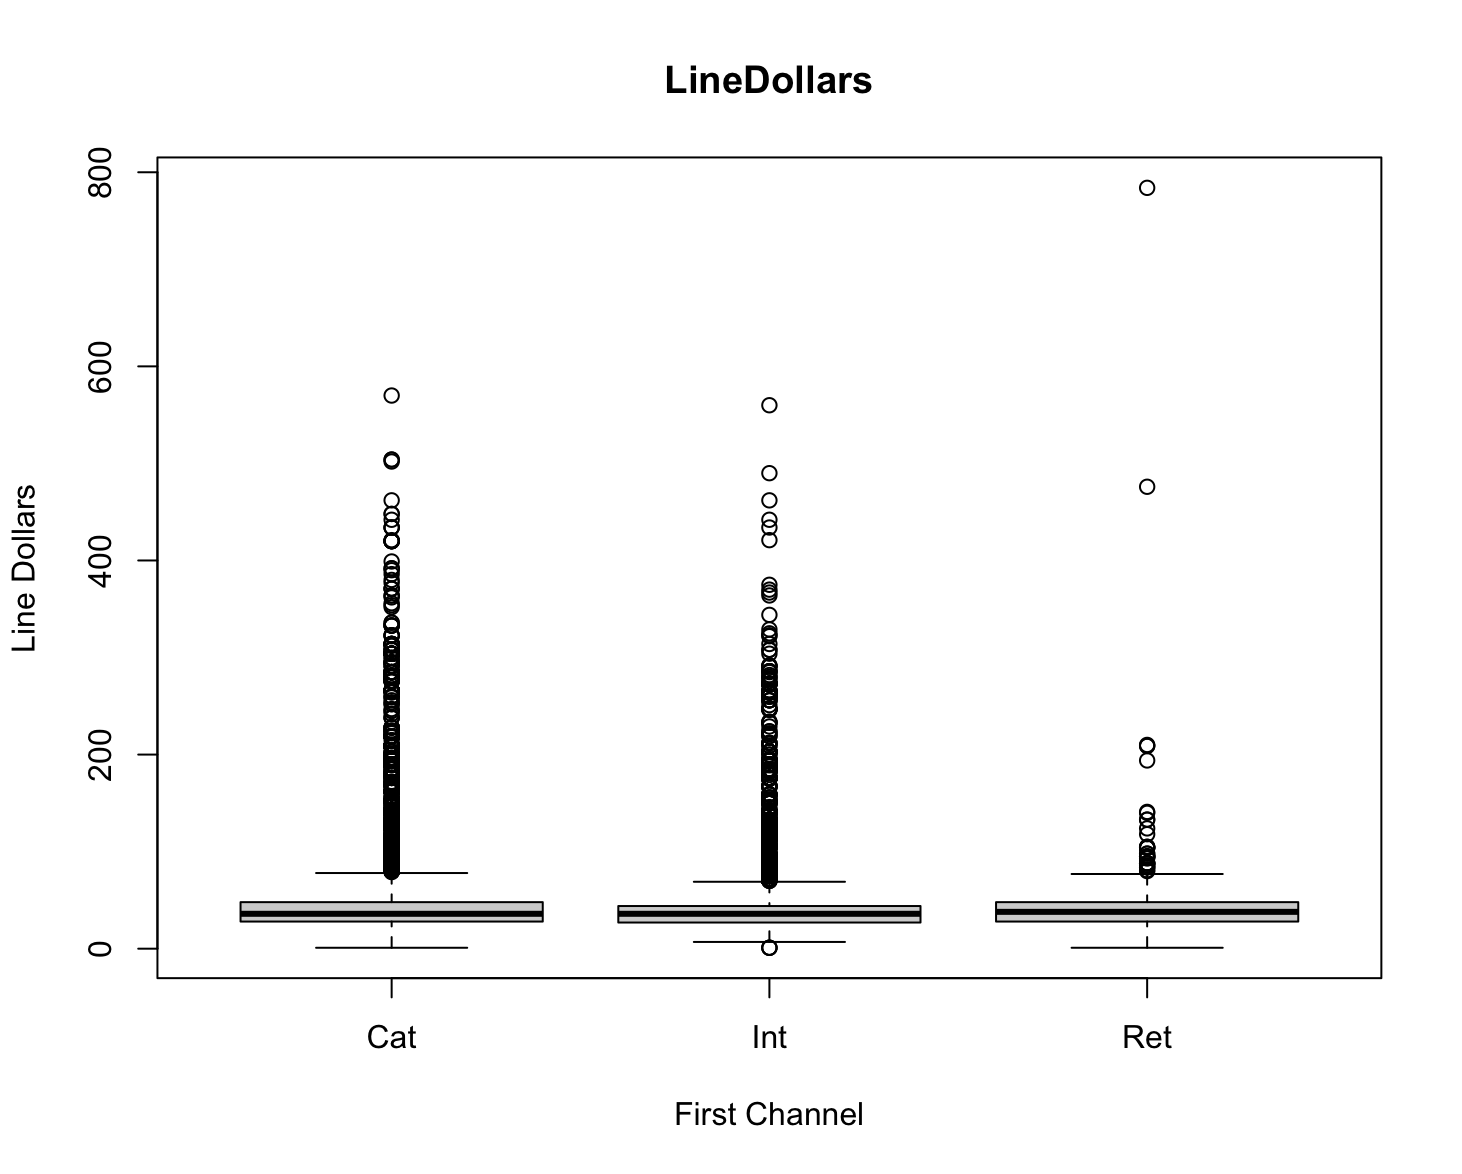 LineDollars
800
600
400
200
0
Line Dollars
Cat Int Ret
First Channel